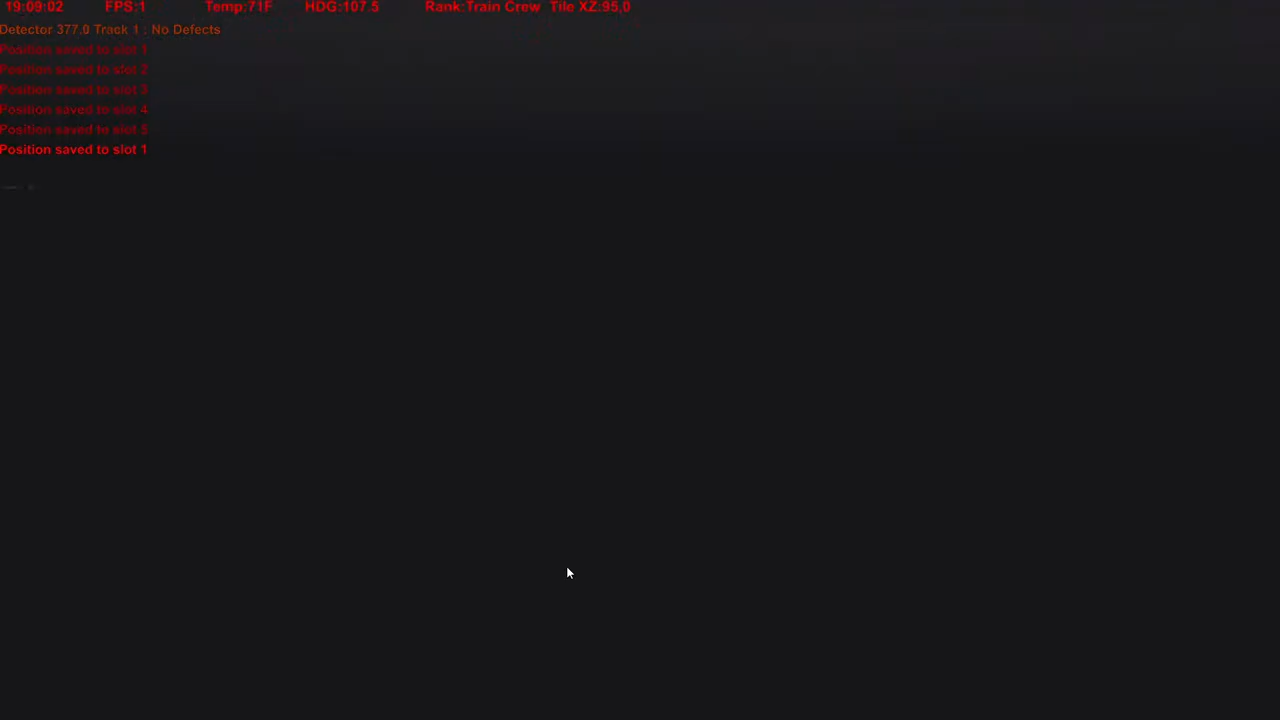 19:09:02 FPS:1 Temp:71F HDG:107.5 Rank:Train Crew Tile XZ:95,0
Detector 377.0 Track 1 : No Defects
Position saved to slot 1
Position saved to slot 2
Position saved to slot 3
Position saved to slot 4
Position saved to slot 5
Position saved to slot 1